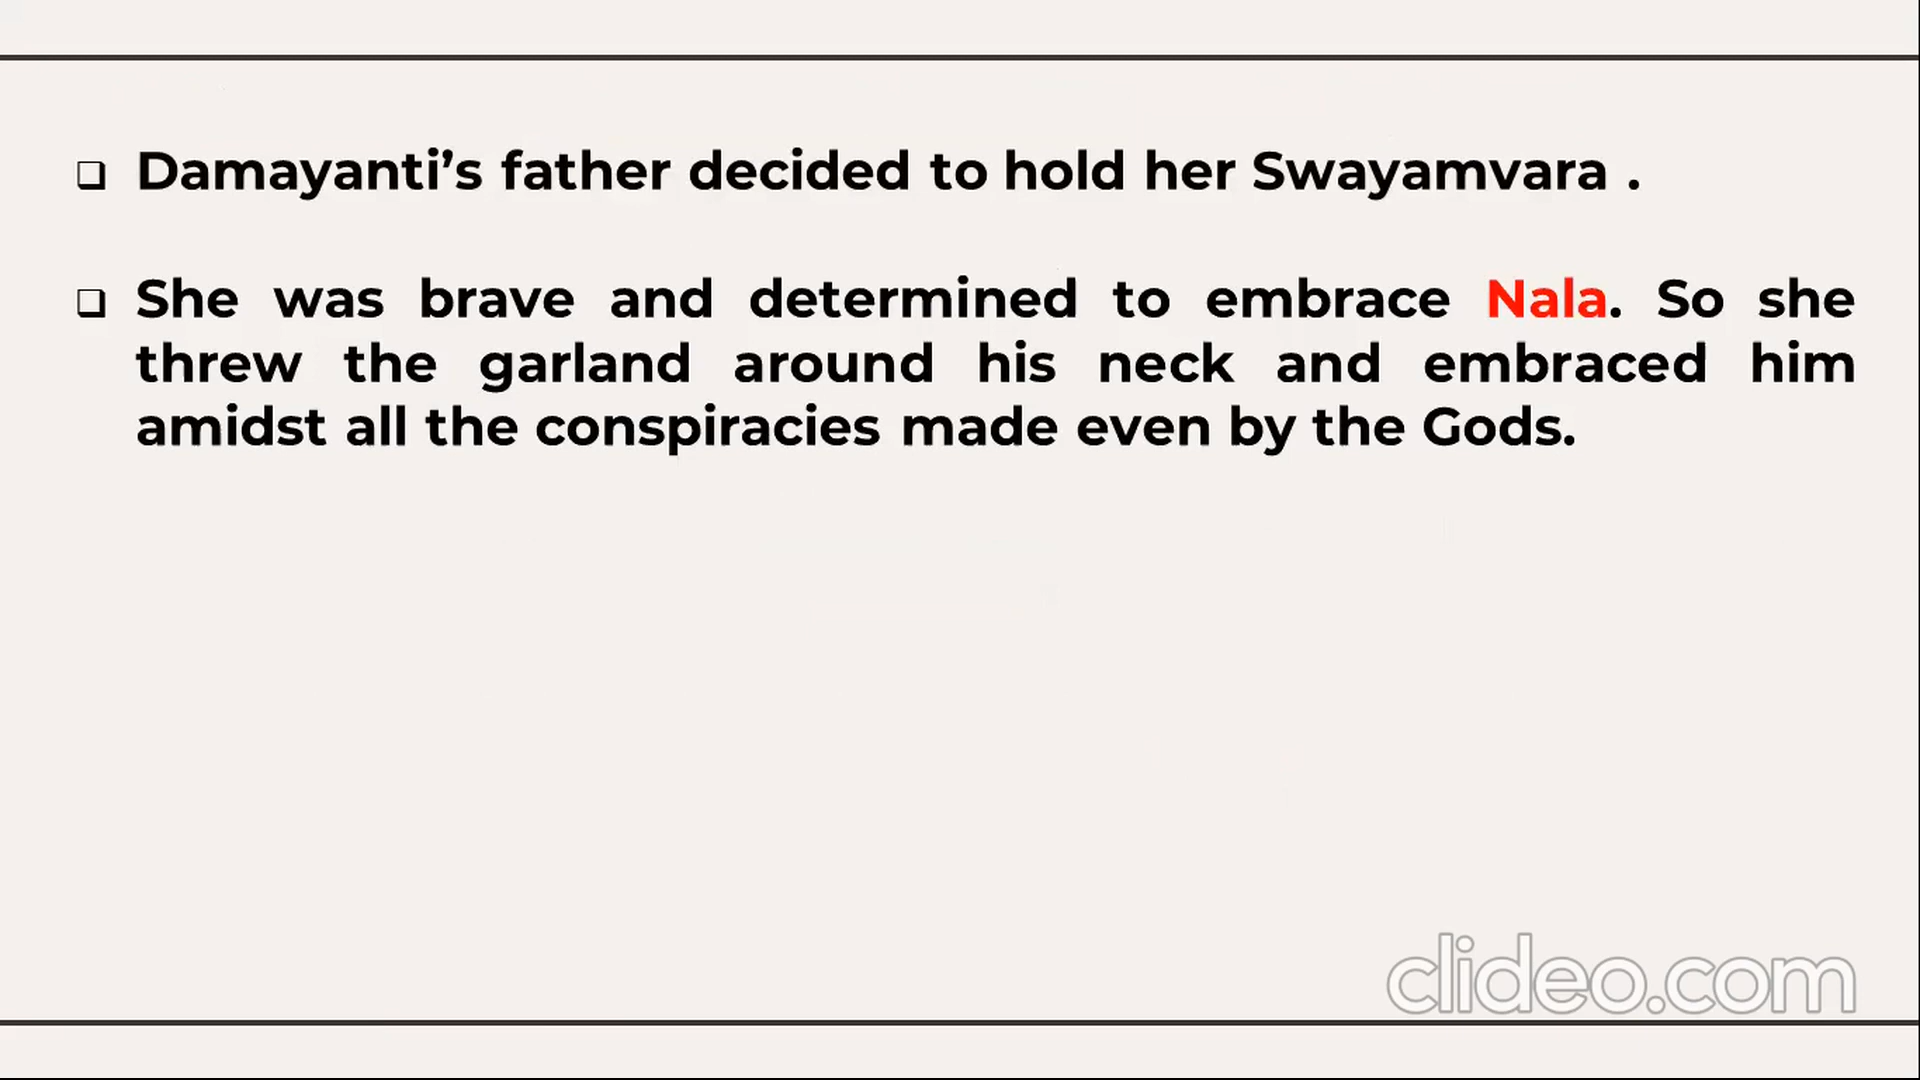 ❑ Damayanti’s father decided to hold her Swayamvara .
❑ She was brave and determined to embrace Nala. So she
threw the garland around his neck and embraced him
amidst all the conspiracies made even by the Gods.
clideo.com